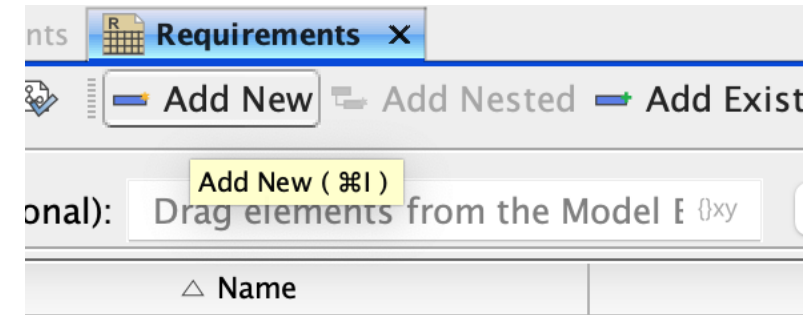 nts R Requirements ×
Add New Add Nested Add Exist
Add New ( ⌘I )
onal): Drag elements from the Model E {}xy
△ Name